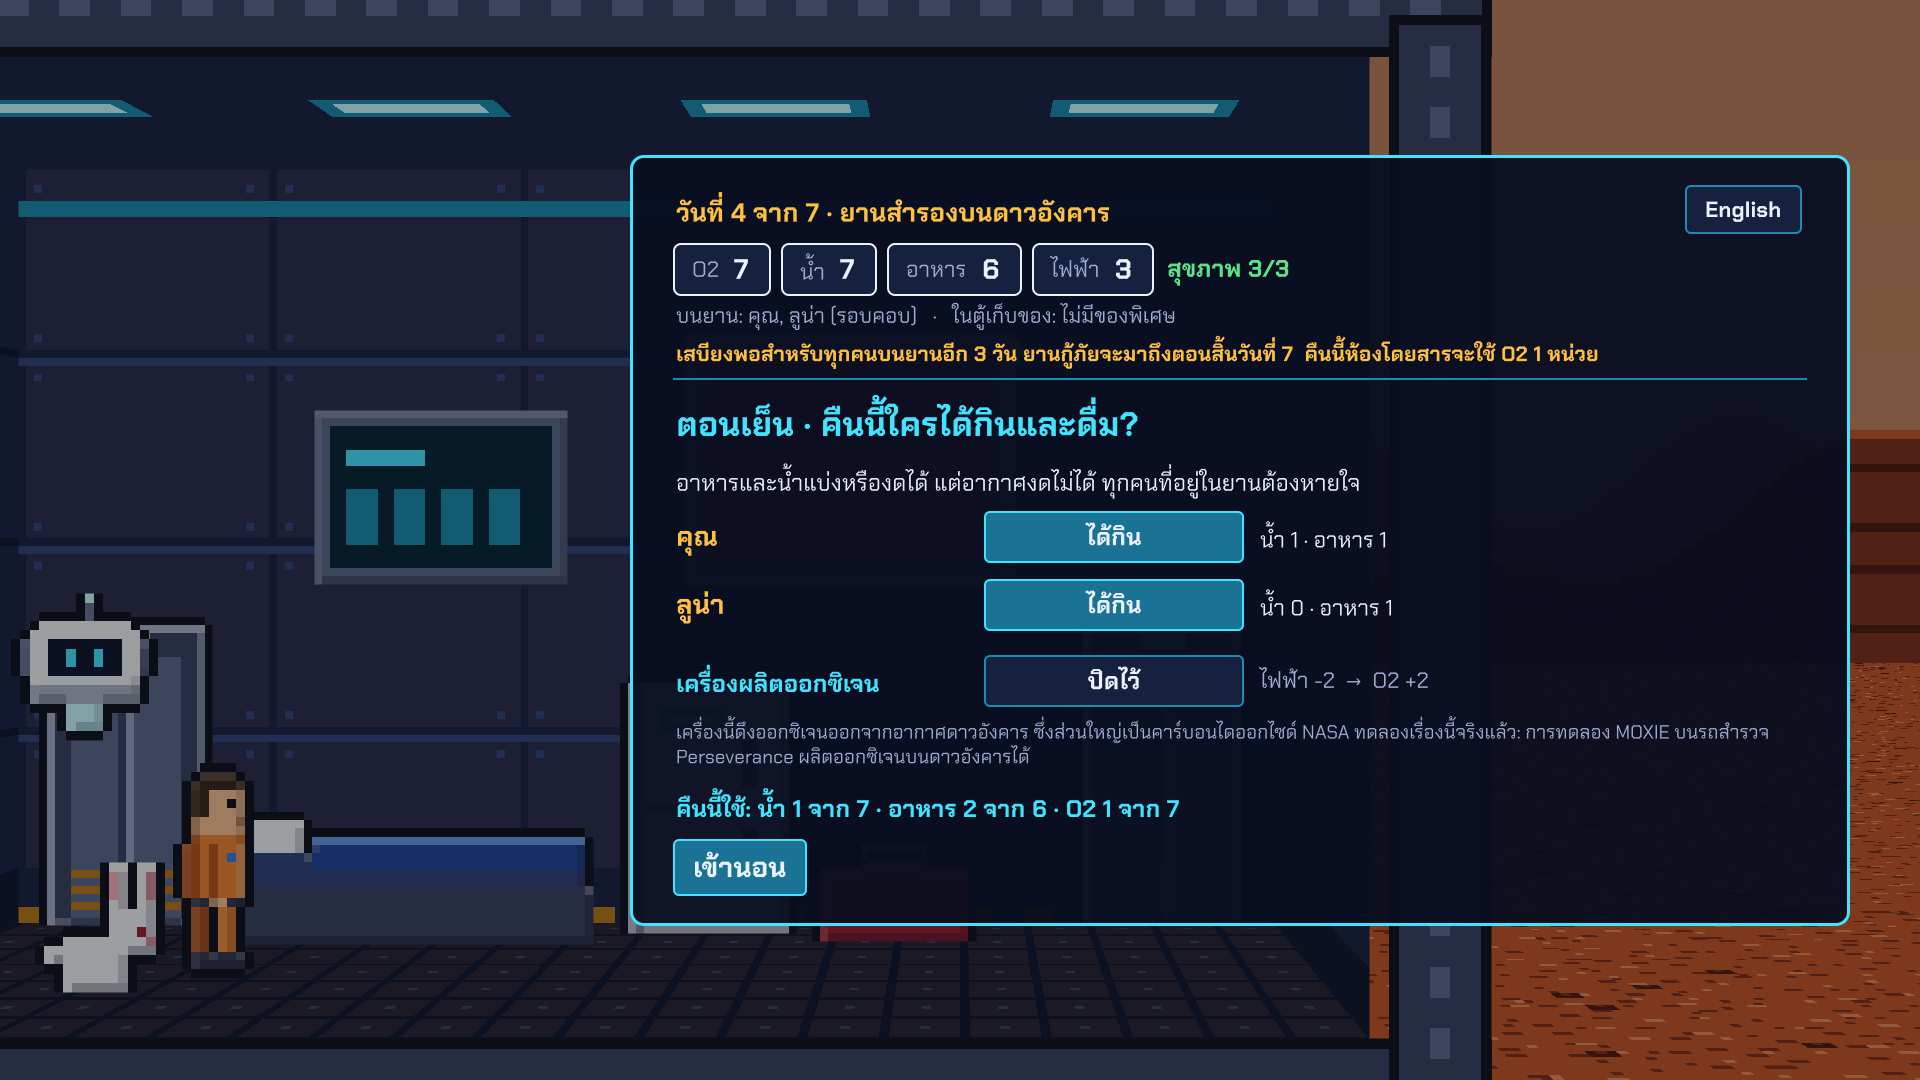 วันที่ 4 จาก 7 · ยานสำรองบนดาวอังคาร
English
O2 7 น้ำ 7 อาหาร 6 ไฟฟ้า 3 สุขภาพ 3/3
บนยาน: คุณ, ลูน่า (รอบคอบ) · ในตู้เก็บของ: ไม่มีของพิเศษ
เสบียงพอสำหรับทุกคนบนยานอีก 3 วัน ยานกู้ภัยจะมาถึงตอนสิ้นวันที่ 7 คืนนี้ห้องโดยสารจะใช้ O2 1 หน่วย
ตอนเย็น · คืนนี้ใครได้กินและดื่ม?
อาหารและน้ำแบ่งหรืองดได้ แต่อากาศงดไม่ได้ ทุกคนที่อยู่ในยานต้องหายใจ
คุณ ได้กิน น้ำ 1 · อาหาร 1
ลูน่า ได้กิน น้ำ 0 · อาหาร 1
เครื่องผลิตออกซิเจน ปิดไว้ ไฟฟ้า -2 → O2 +2
เครื่องนี้ดึงออกซิเจนออกจากอากาศดาวอังคาร ซึ่งส่วนใหญ่เป็นคาร์บอนไดออกไซด์ NASA ทดลองเรื่องนี้จริงแล้ว: การทดลอง MOXIE บนรถสำรวจ
Perseverance ผลิตออกซิเจนบนดาวอังคารได้
คืนนี้ใช้: น้ำ 1 จาก 7 · อาหาร 2 จาก 6 · O2 1 จาก 7
เข้านอน